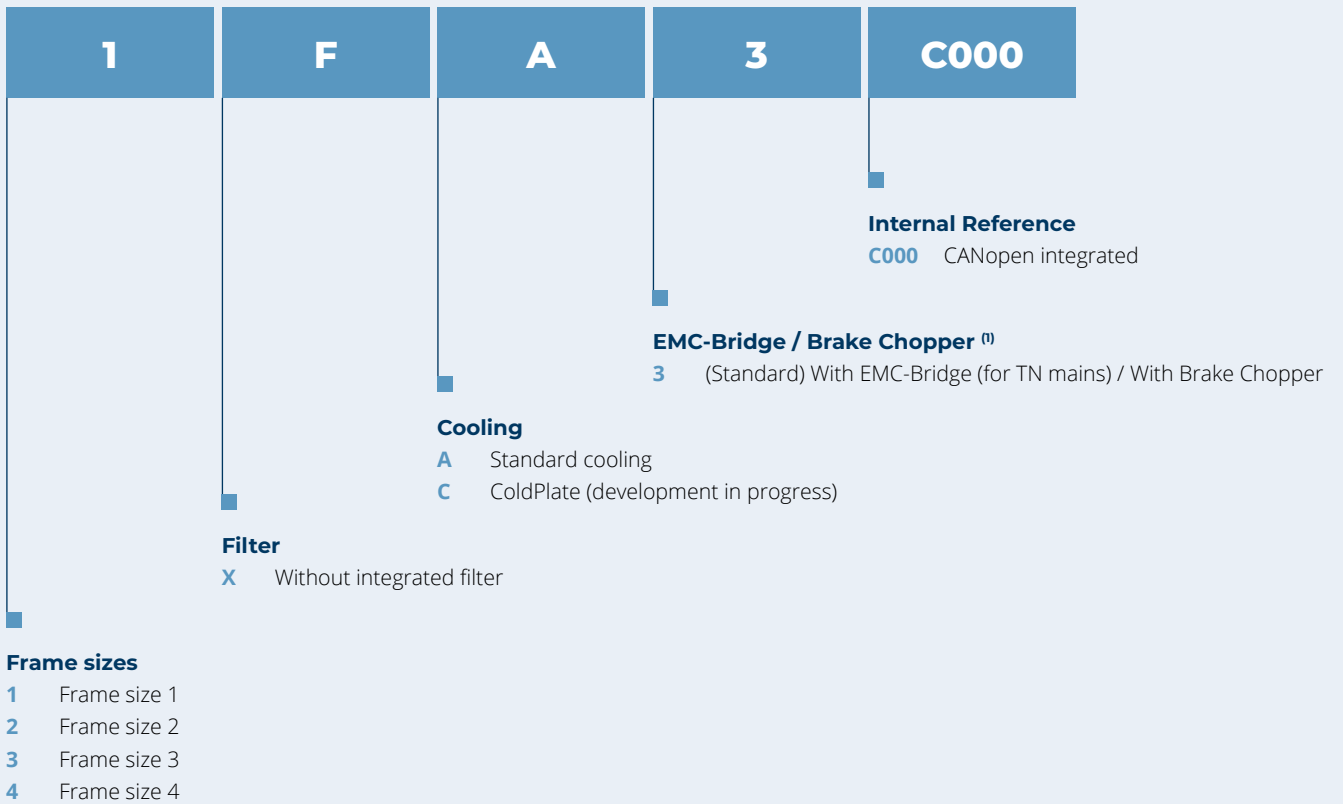 1 F A 3 C000
Internal Reference
C000 CANopen integrated
EMC-Bridge / Brake Chopper (1)
3 (Standard) With EMC-Bridge (for TN mains) / With Brake Chopper
Cooling
A Standard cooling
C ColdPlate (development in progress)
Filter
X Without integrated filter
Frame sizes
1 Frame size 1
2 Frame size 2
3 Frame size 3
4 Frame size 4